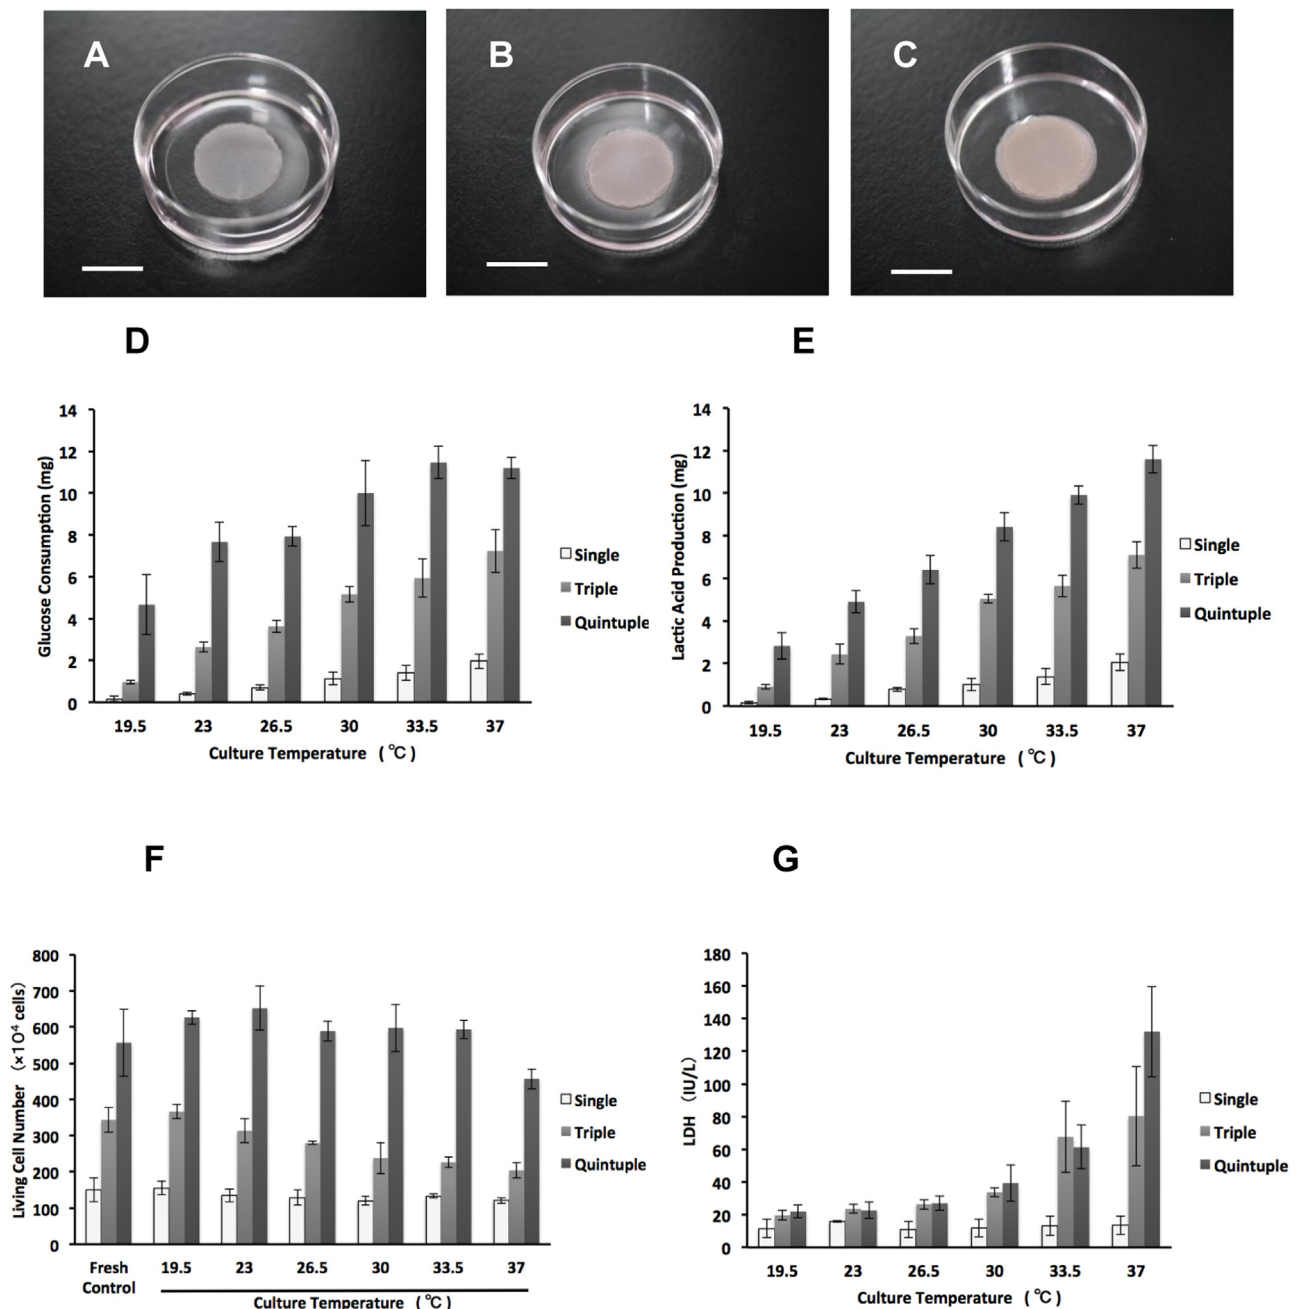 A
B
C
D
E
14
12
10
8
6
4
2
0
Glucose Consumption (mg)
19.5 23 26.5 30 33.5 37
Culture Temperature (℃)
Single
Triple
Quintuple
14
12
10
8
6
4
2
0
Lactic Acid Production (mg)
19.5 23 26.5 30 33.5 37
Culture Temperature (℃)
Single
Triple
Quintuple
F
G
800
700
600
500
400
300
200
100
0
Living Cell Number (×10⁴ cells)
Fresh
Control
19.5 23 26.5 30 33.5 37
Culture Temperature (℃)
Single
Triple
Quintuple
180
160
140
120
100
80
60
40
20
0
LDH (IU/L)
19.5 23 26.5 30 33.5 37
Culture Temperature (℃)
Single
Triple
Quintuple